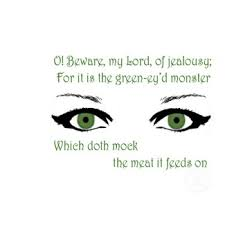 O! Beware, my Lord, of jealousy;
For it is the green-ey'd monster
Which doth mock
the meat it feeds on